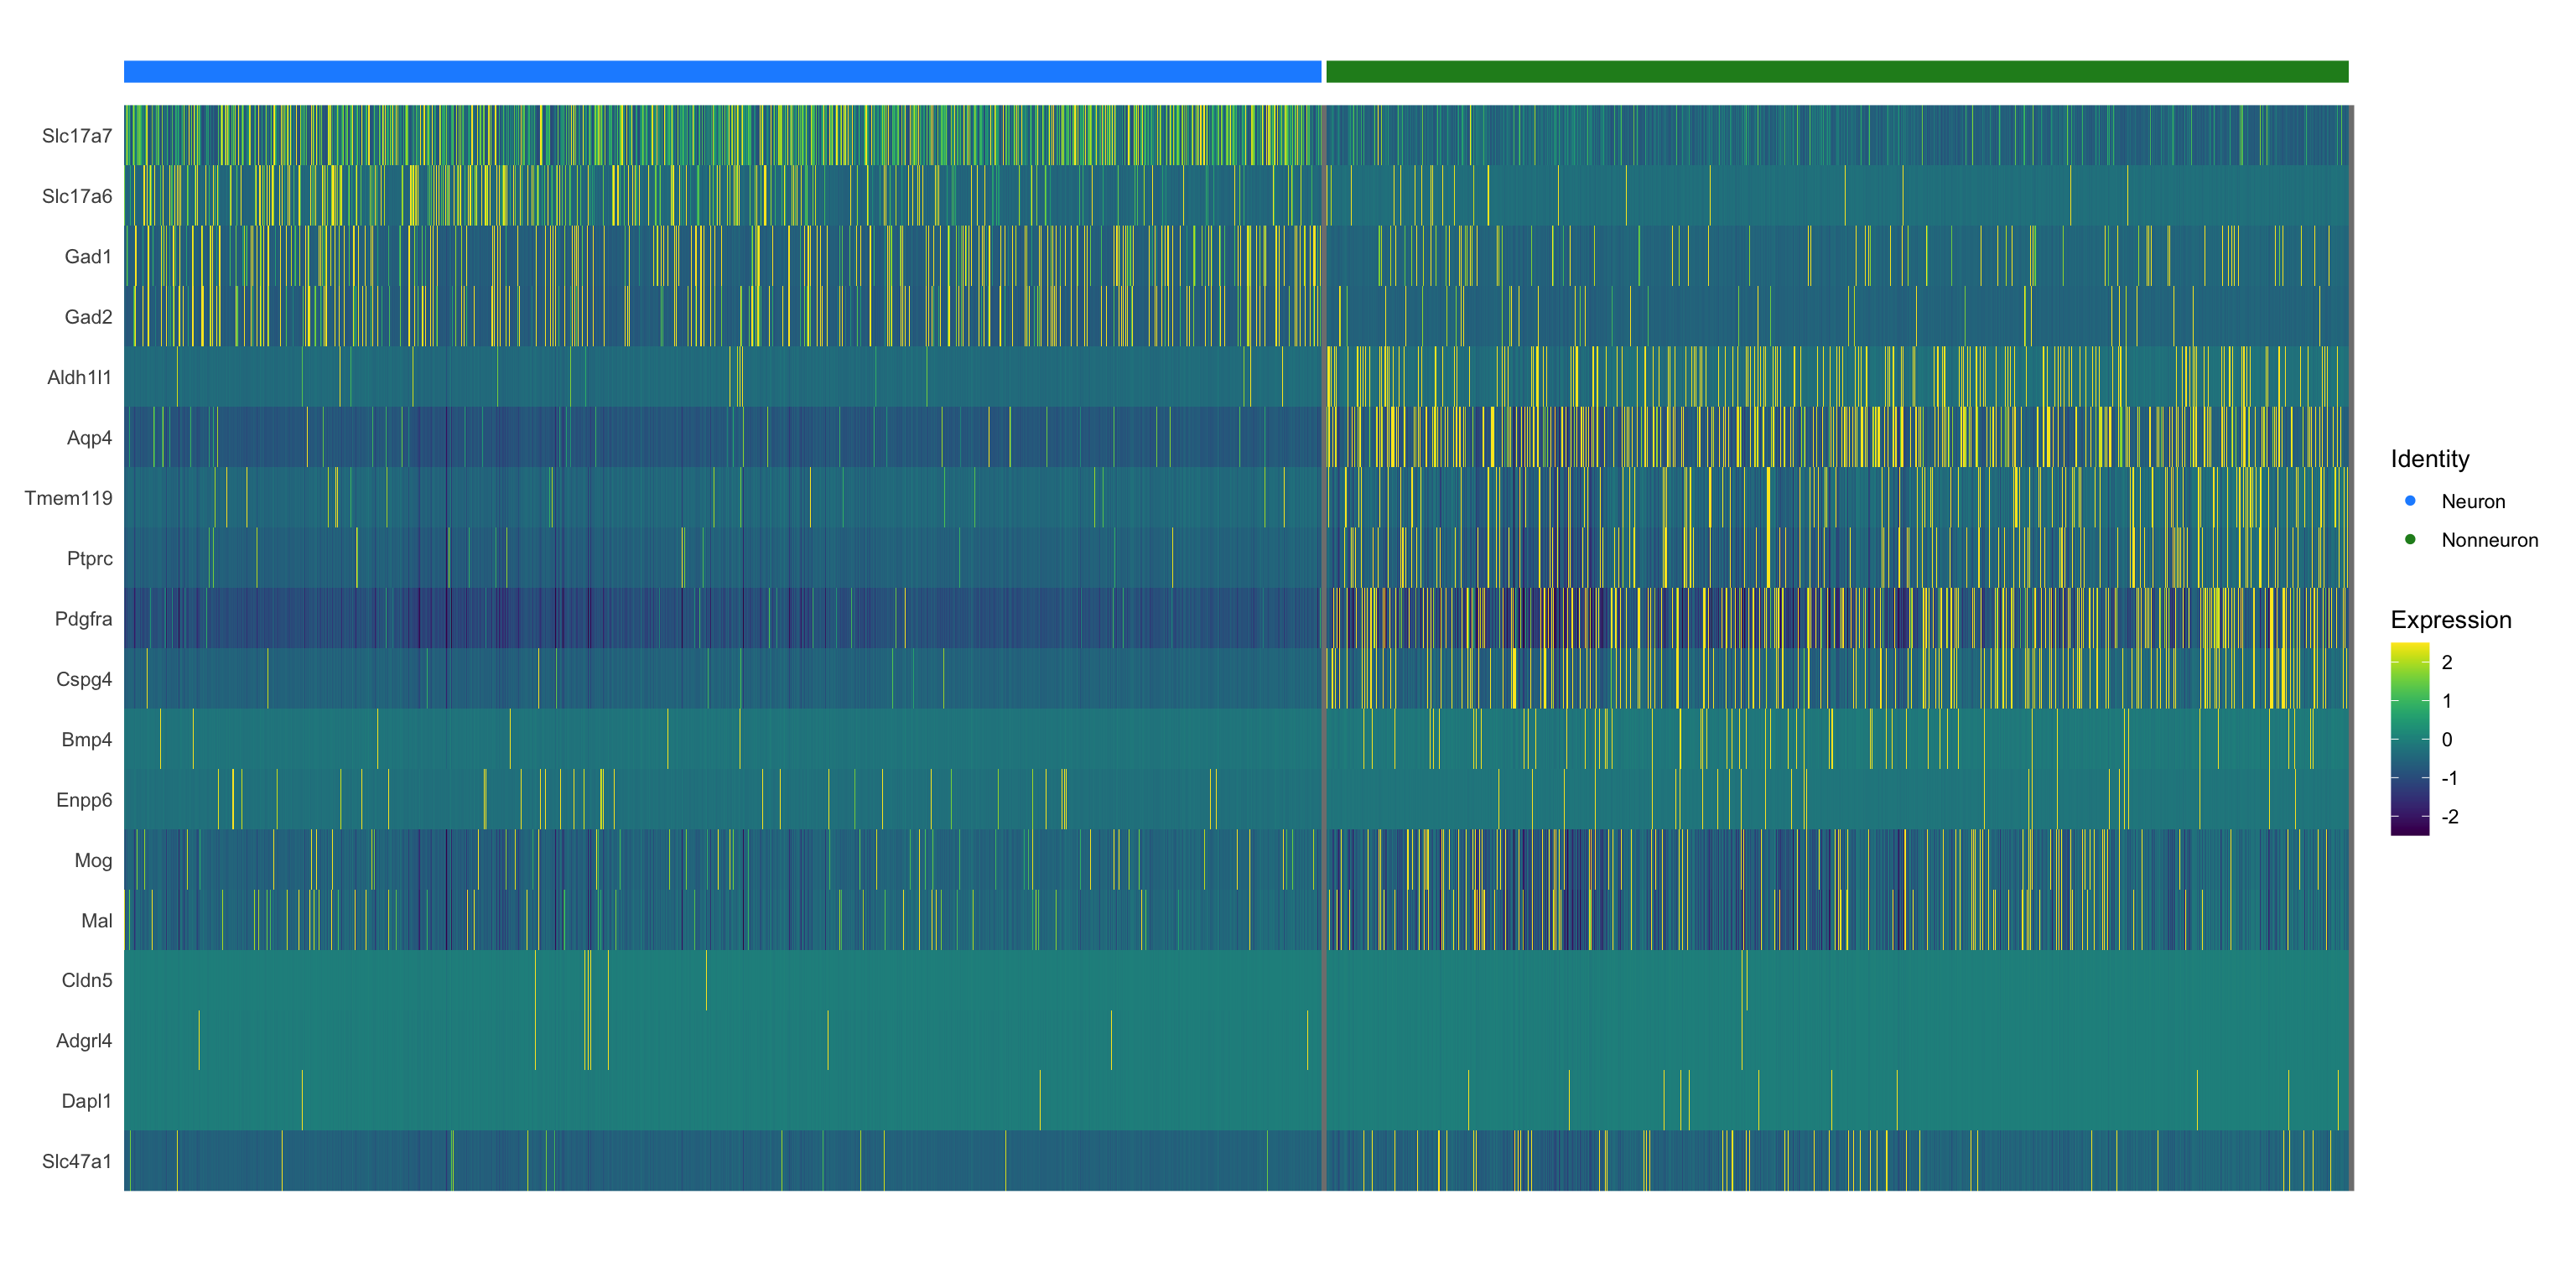 Slc17a7
Slc17a6
Gad1
Gad2
Aldh1l1
Aqp4
Tmem119
Ptprc
Pdgfra
Cspg4
Bmp4
Enpp6
Mog
Mal
Cldn5
Adgrl4
Dapl1
Slc47a1
Identity
Neuron
Nonneuron
Expression
2
1
0
-1
-2